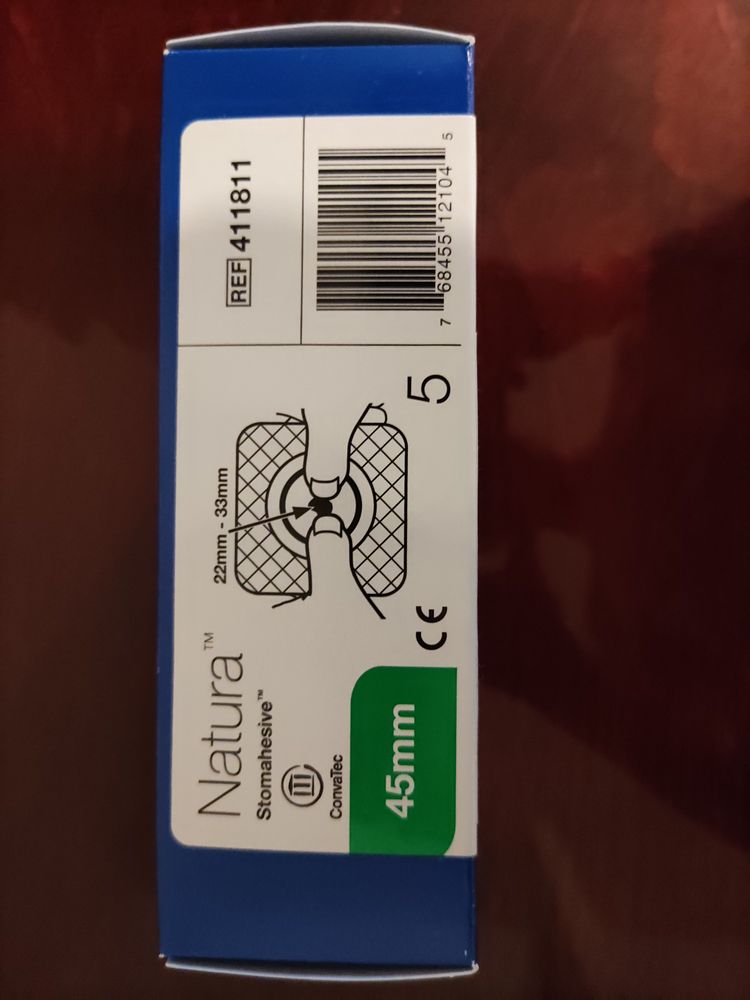 Natura™
Stomahesive™
ConvaTec
45mm
CE
22mm - 33mm
5
REF 411811
7 68455 12104 5